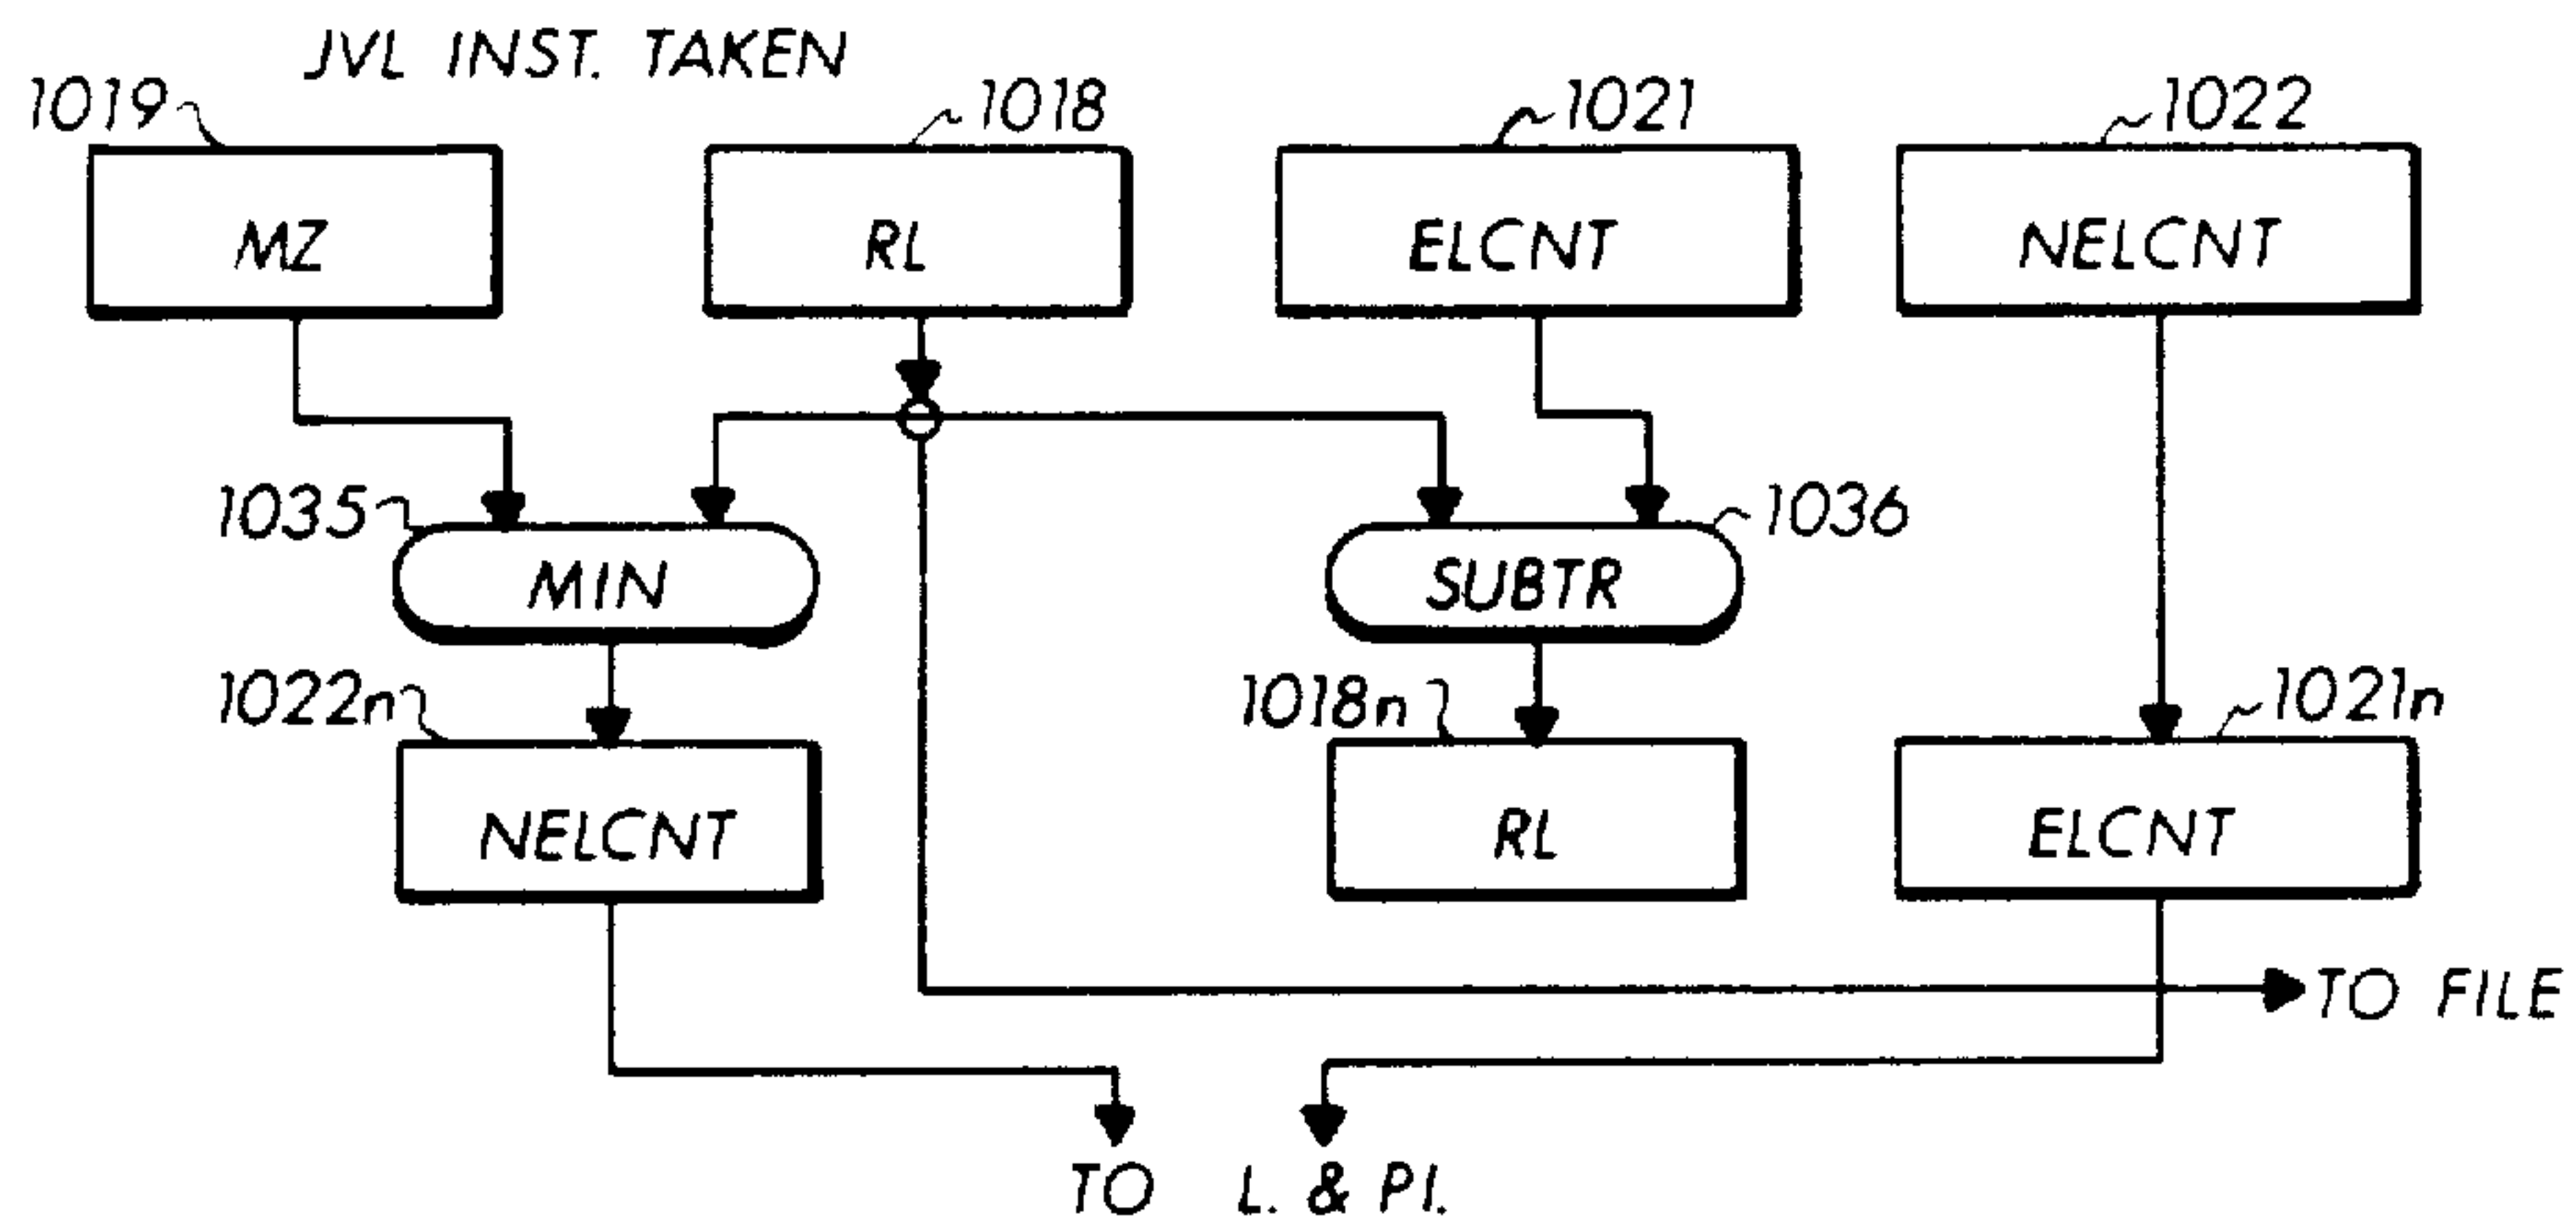 JVL INST. TAKEN
1019 1018 1021 1022
MZ RL ELCNT NELCNT
1035 1036
MIN SUBTR
1022n 1018n 1021n
NELCNT RL ELCNT
TO FILE
TO L. & PI.